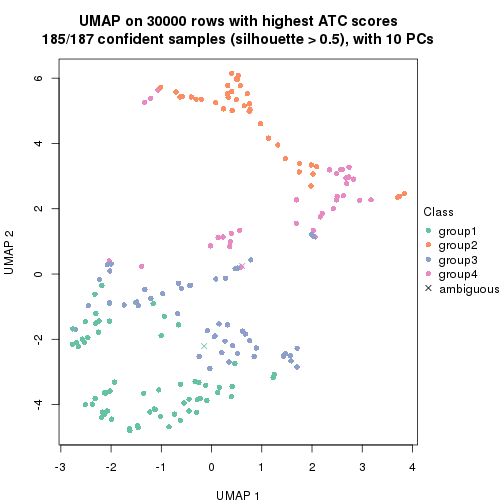 UMAP on 30000 rows with highest ATC scores
185/187 confident samples (silhouette > 0.5), with 10 PCs
6
4
2
0
-2
-4
UMAP 2
-3
-2
-1
0
1
2
3
4
UMAP 1
Class
group1
group2
group3
group4
ambiguous